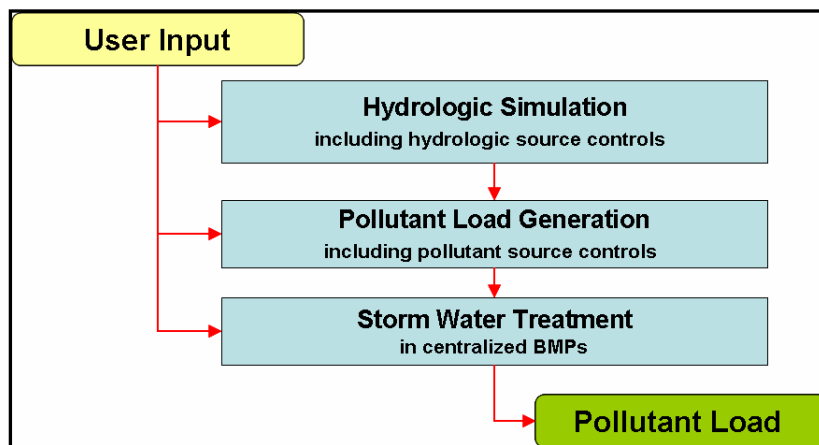 User Input
Hydrologic Simulation
including hydrologic source controls
Pollutant Load Generation
including pollutant source controls
Storm Water Treatment
in centralized BMPs
Pollutant Load